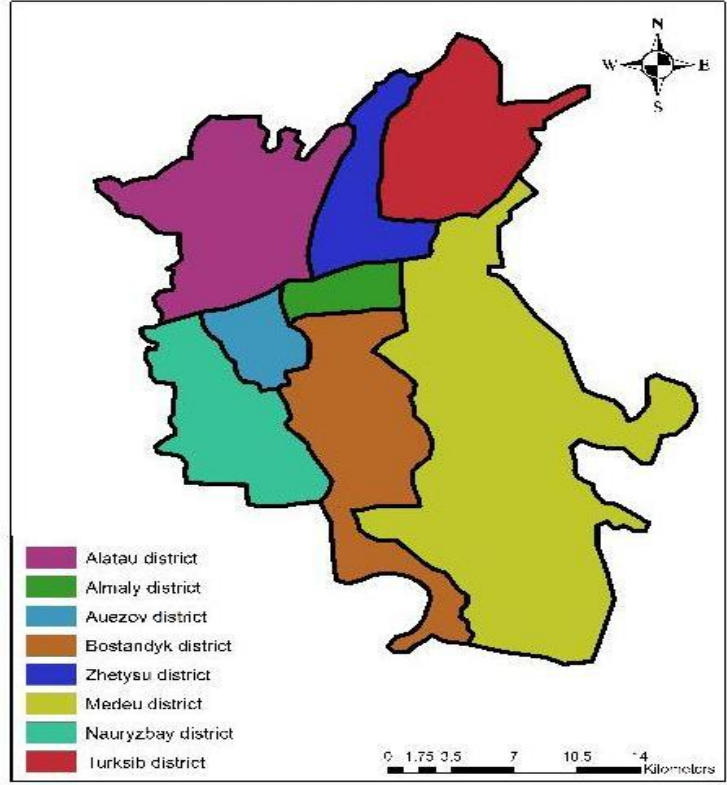 N
W E
S
Alatau district
Almaly district
Auezov district
Bostandyk district
Zhetysu district
Medeu district
Nauryzbay district
Turksib district
0 1.75 3.5 7 10.5 14
Kilometers